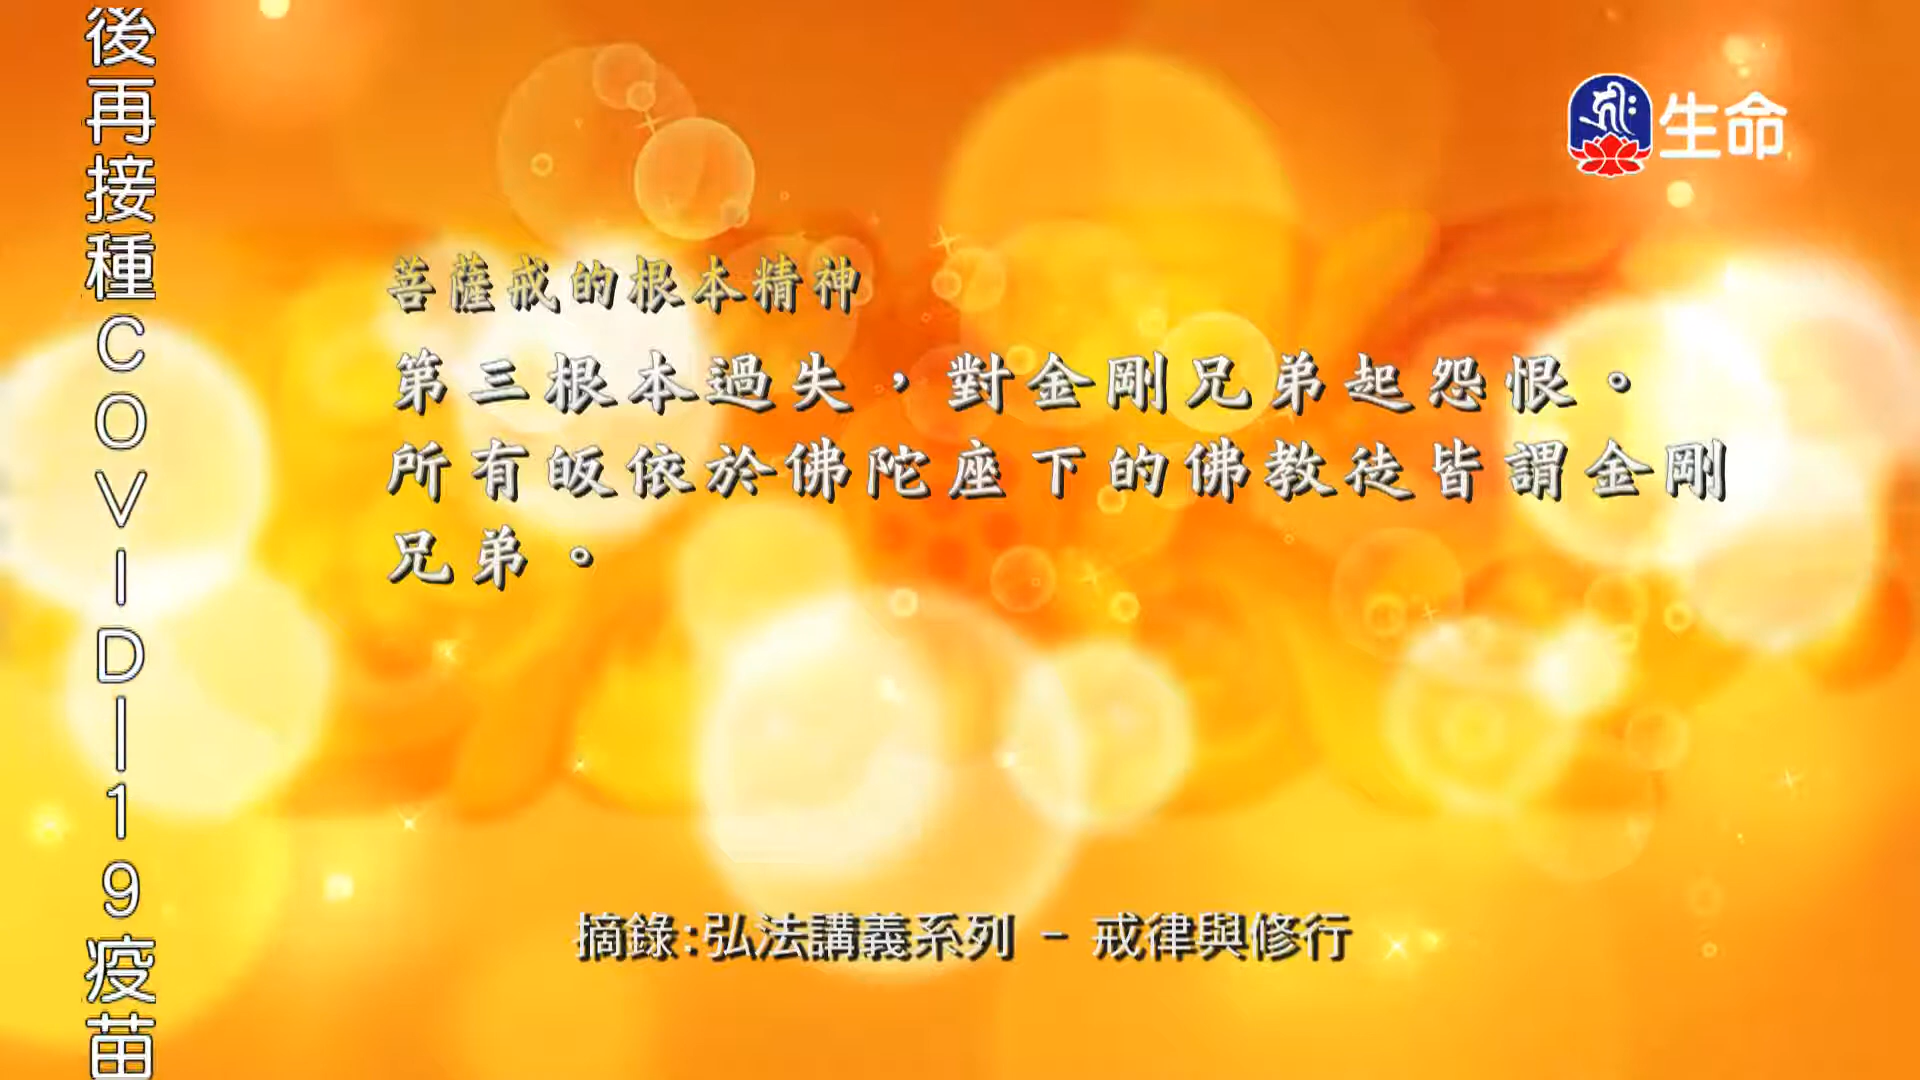 後再接種COVID-19疫苗
生命
菩薩戒的根本精神
第三根本過失，對金剛兄弟起怨恨。
所有皈依於佛陀座下的佛教徒皆謂金剛
兄弟。
摘錄:弘法講義系列 - 戒律與修行